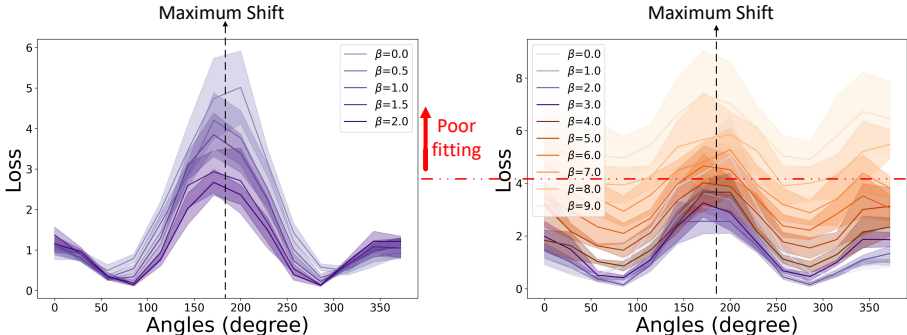 Maximum Shift
6
5
4
3
2
1
0
Loss
β=0.0
β=0.5
β=1.0
β=1.5
β=2.0
0 50 100 150 200 250 300 350
Angles (degree)
Poor
fitting
Maximum Shift
8
6
4
2
0
Loss
β=0.0
β=1.0
β=2.0
β=3.0
β=4.0
β=5.0
β=6.0
β=7.0
β=8.0
β=9.0
0 50 100 150 200 250 300 350
Angles (degree)